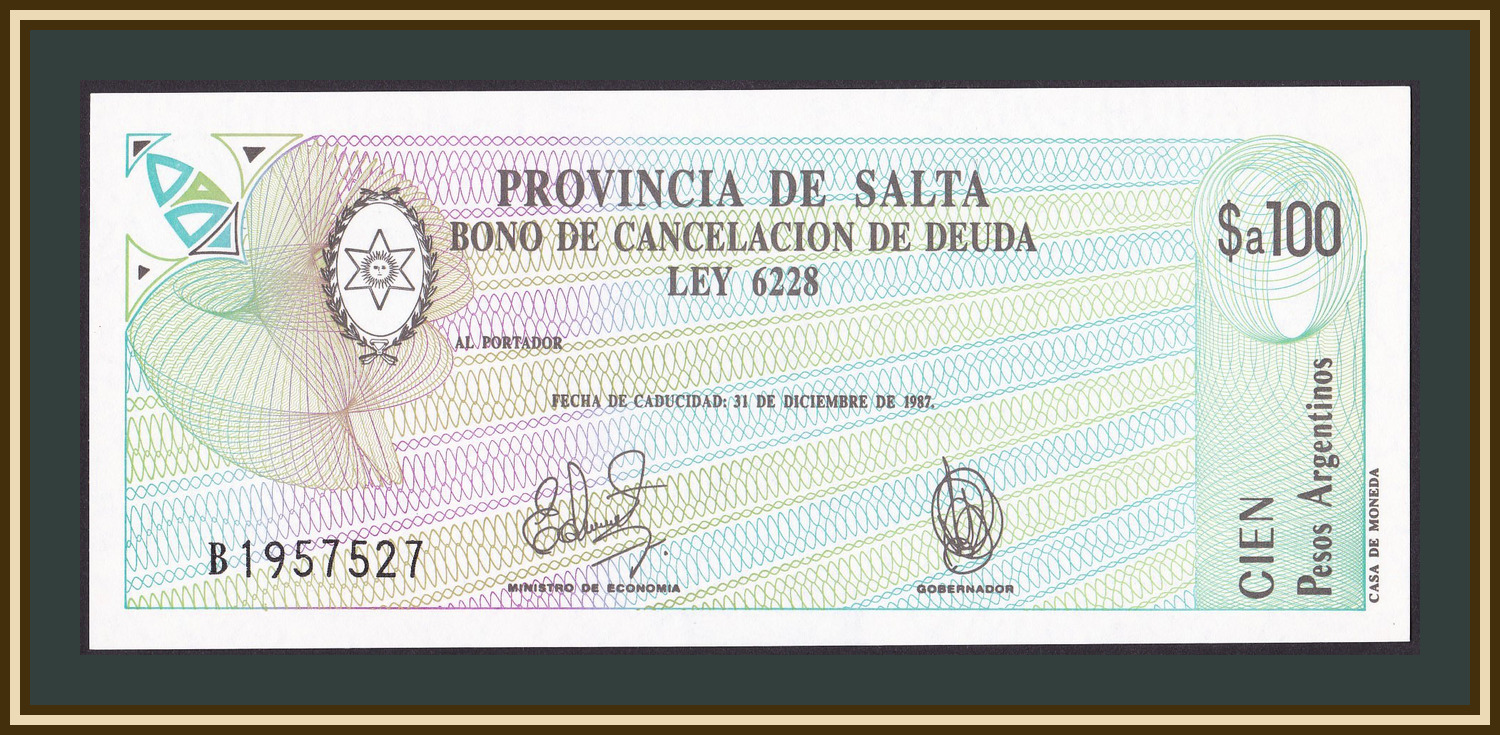 PROVINCIA DE SALTA
BONO DE CANCELACION DE DEUDA
LEY 6228
$a100
AL PORTADOR
FECHA DE CADUCIDAD: 31 DE DICIEMBRE DE 1987.
B1957527
MINISTRO DE ECONOMIA
GOBERNADOR
CIEN
Pesos Argentinos
CASA DE MONEDA